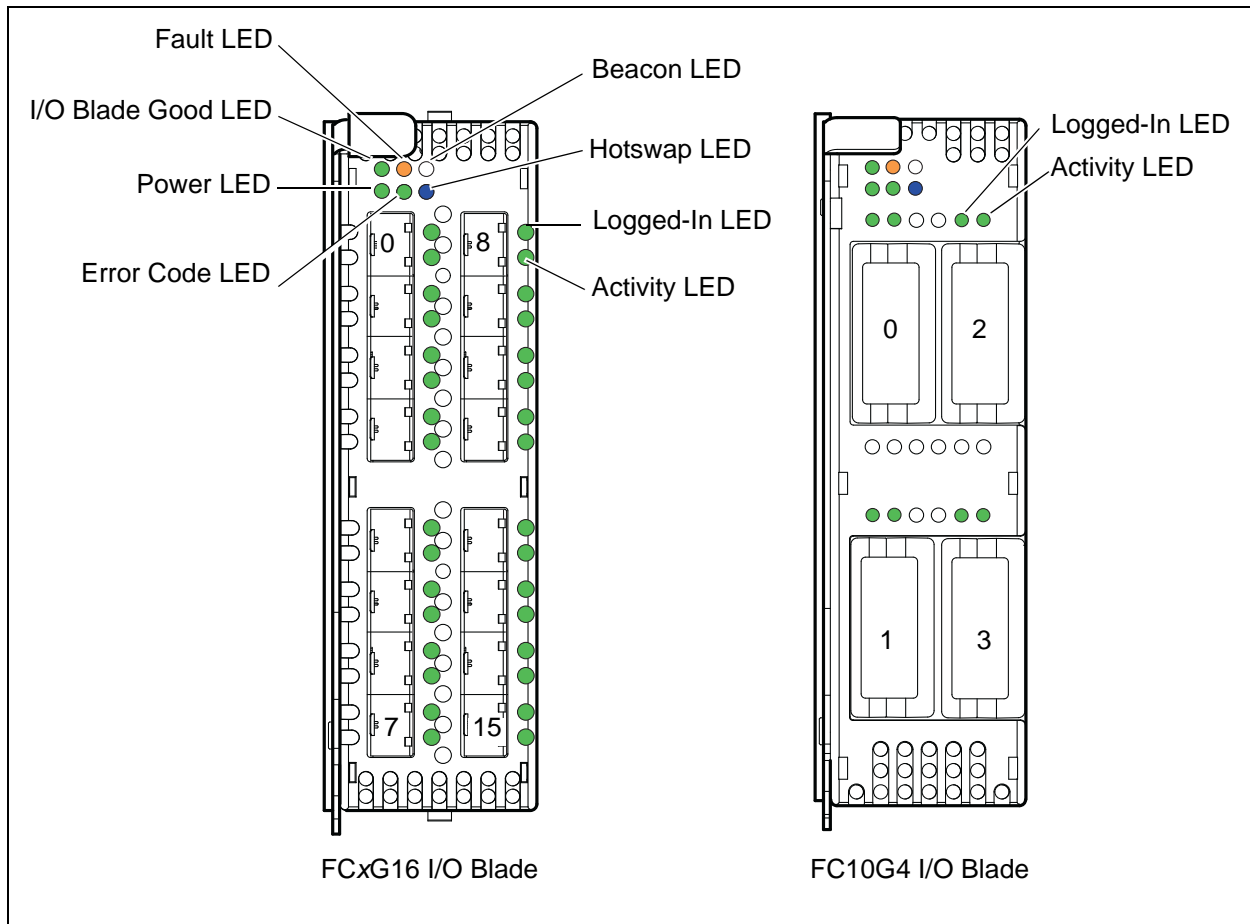 Fault LED
Beacon LED
I/O Blade Good LED
Logged-In LED
Hotswap LED
Activity LED
Power LED
Logged-In LED
Error Code LED
Activity LED
0
8
7
15
0
2
1
3
FCxG16 I/O Blade
FC10G4 I/O Blade